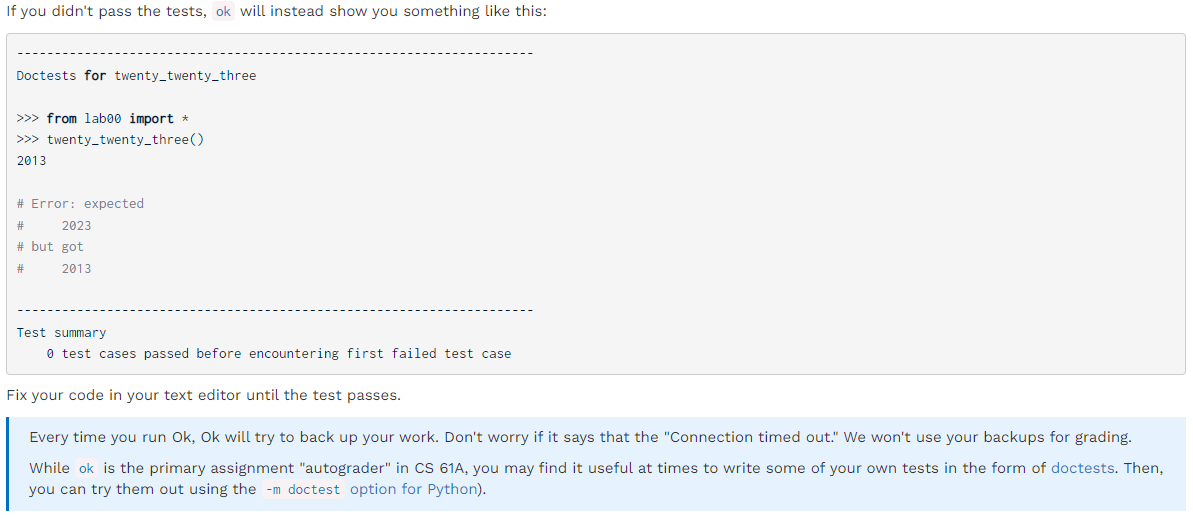 If you didn't pass the tests, ok will instead show you something like this:
---------------------------------------------------------------------
Doctests for twenty_twenty_three
>>> from lab00 import *
>>> twenty_twenty_three()
2013
# Error: expected
#     2023
# but got
#     2013
---------------------------------------------------------------------
Test summary
    0 test cases passed before encountering first failed test case
Fix your code in your text editor until the test passes.
Every time you run Ok, Ok will try to back up your work. Don't worry if it says that the "Connection timed out." We won't use your backups for grading.
While ok is the primary assignment "autograder" in CS 61A, you may find it useful at times to write some of your own tests in the form of doctests. Then,
you can try them out using the -m doctest option for Python).